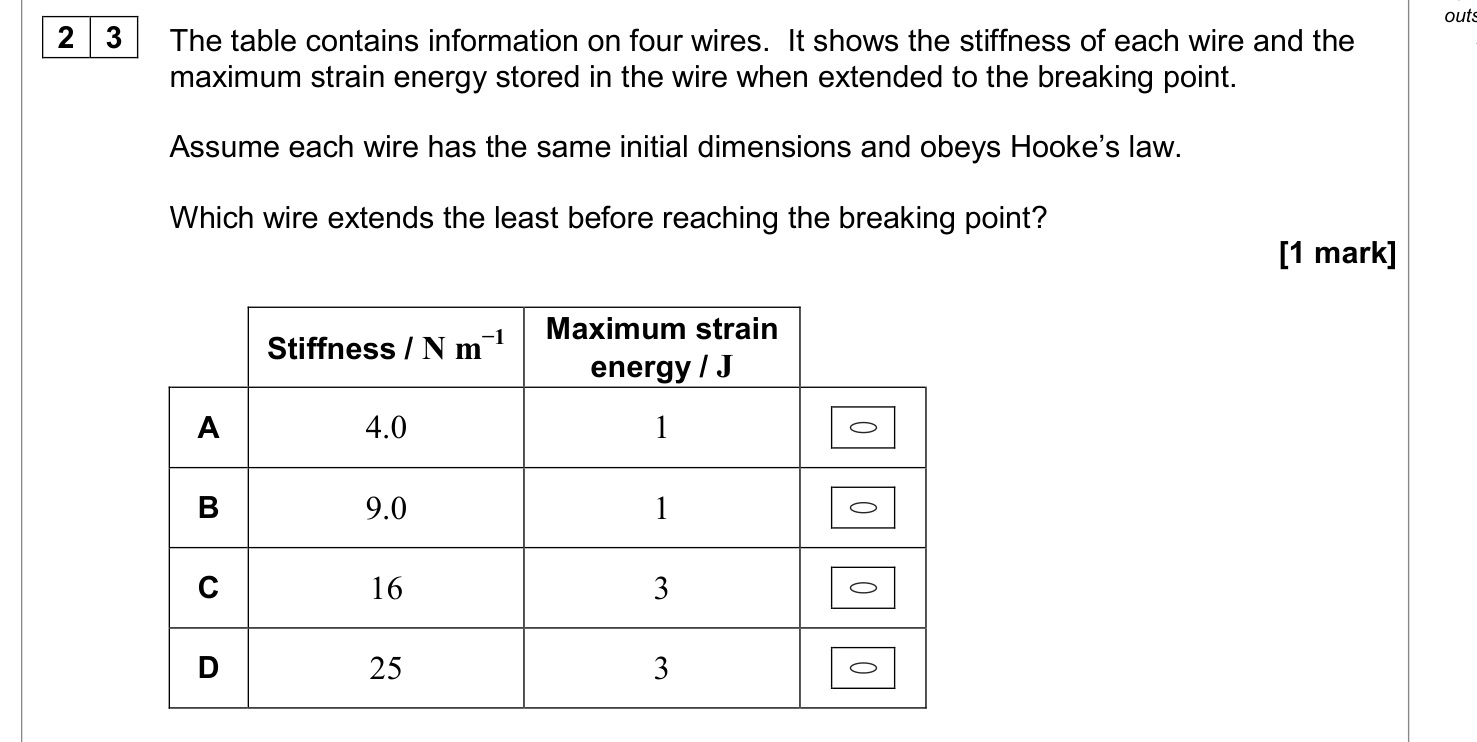 outs
2 3 The table contains information on four wires. It shows the stiffness of each wire and the
maximum strain energy stored in the wire when extended to the breaking point.
Assume each wire has the same initial dimensions and obeys Hooke’s law.
Which wire extends the least before reaching the breaking point?
[1 mark]
Stiffness / N m⁻¹ Maximum strain energy / J
A 4.0 1
B 9.0 1
C 16 3
D 25 3